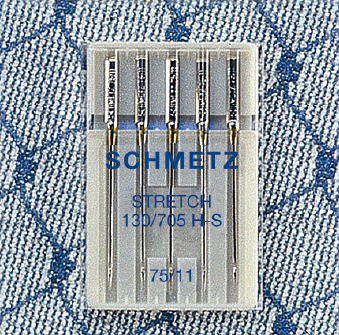 SCHMETZ
STRETCH
130/705 H-S
75/11